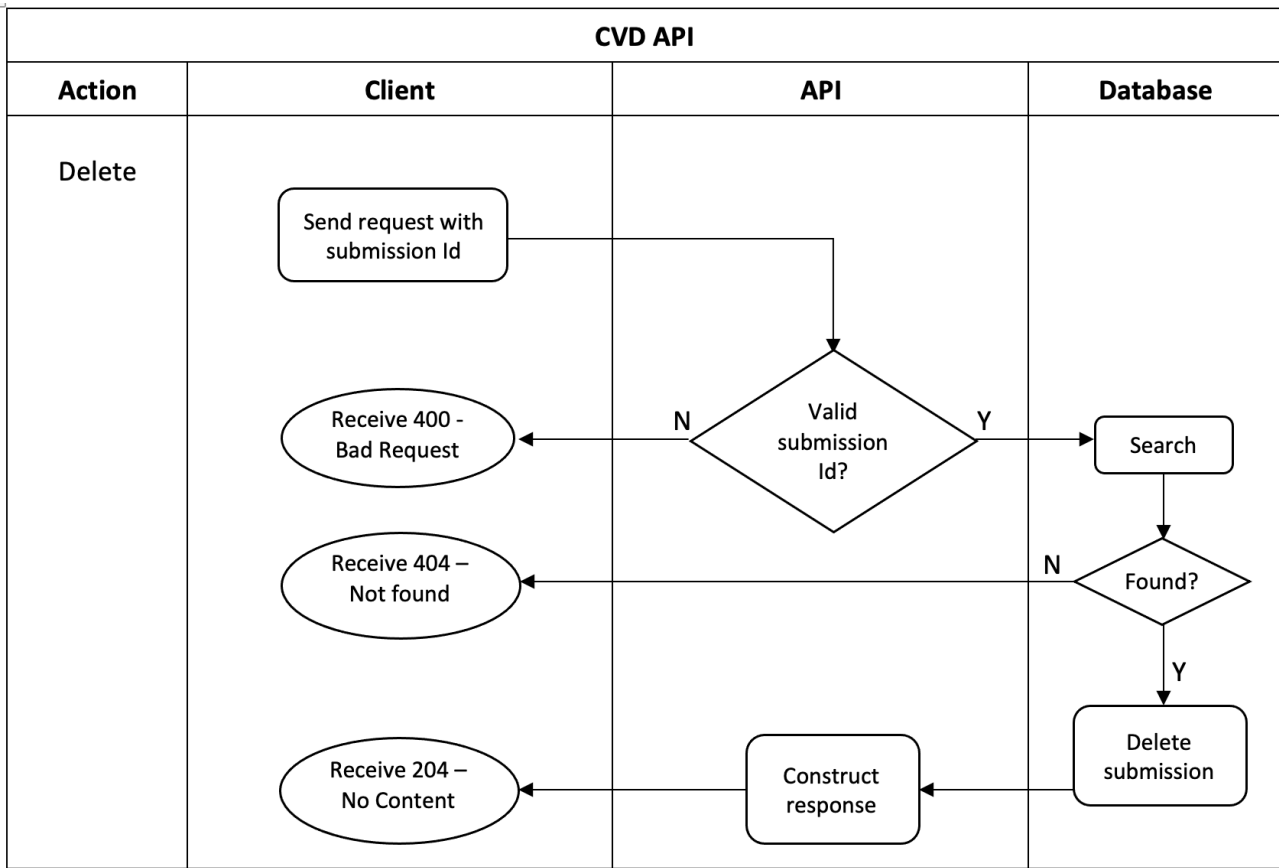 CVD API
Action
Client
API
Database
Delete
Send request with
submission Id
Valid
submission
Id?
N
Y
Receive 400 -
Bad Request
Search
Receive 404 –
Not found
N
Found?
Y
Delete
submission
Construct
response
Receive 204 –
No Content